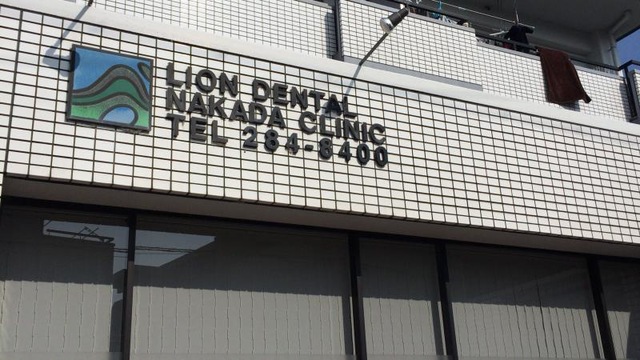 LION DENTAL
NAKADA CLINIC
TEL 284-8400